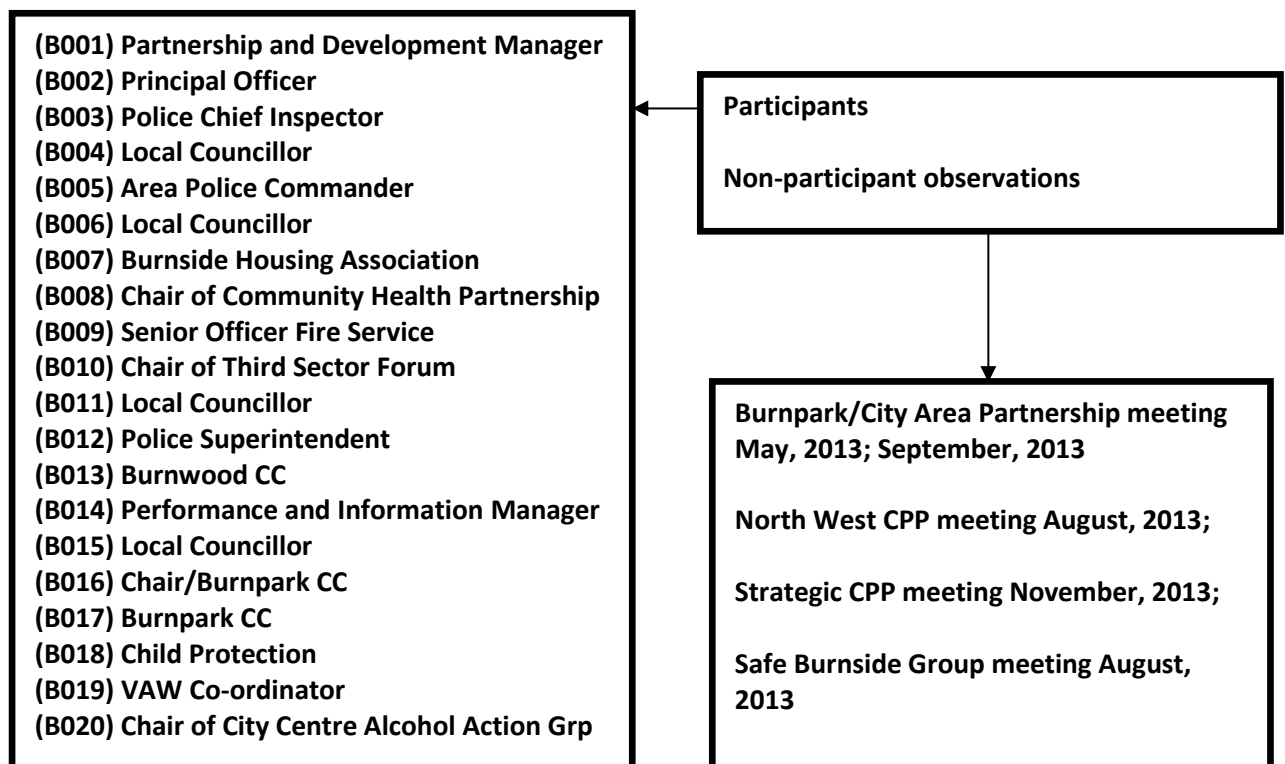 (B001) Partnership and Development Manager
(B002) Principal Officer
(B003) Police Chief Inspector
(B004) Local Councillor
(B005) Area Police Commander
(B006) Local Councillor
(B007) Burnside Housing Association
(B008) Chair of Community Health Partnership
(B009) Senior Officer Fire Service
(B010) Chair of Third Sector Forum
(B011) Local Councillor
(B012) Police Superintendent
(B013) Burnwood CC
(B014) Performance and Information Manager
(B015) Local Councillor
(B016) Chair/Burnpark CC
(B017) Burnpark CC
(B018) Child Protection
(B019) VAW Co-ordinator
(B020) Chair of City Centre Alcohol Action Grp
Participants
Non-participant observations
Burnpark/City Area Partnership meeting
May, 2013; September, 2013
North West CPP meeting August, 2013;
Strategic CPP meeting November, 2013;
Safe Burnside Group meeting August,
2013